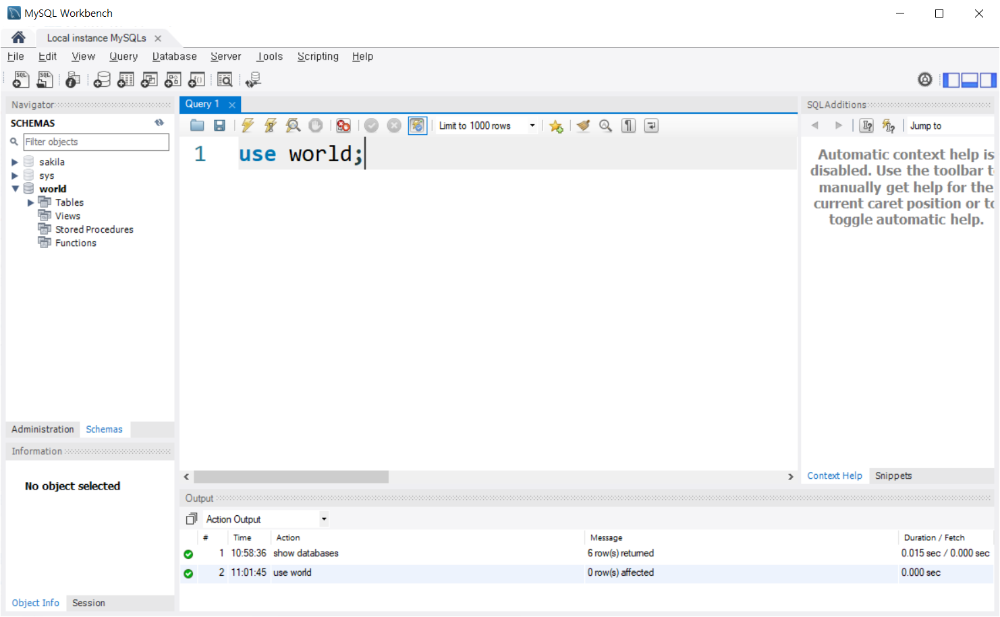 MySQL Workbench
Local instance MySQLs
File Edit View Query Database Server Tools Scripting Help
Navigator
SCHEMAS
Filter objects
sakila
sys
world
Tables
Views
Stored Procedures
Functions
Administration Schemas
Information
No object selected
Object Info Session
Query 1
Limit to 1000 rows
1 use world;
SQLAdditions
Jump to
Automatic context help is
disabled. Use the toolbar t
manually get help for the
current caret position or to
toggle automatic help.
Context Help Snippets
Output
Action Output
# Time Action Message Duration / Fetch
1 10:58:36 show databases 6 row(s) returned 0.015 sec / 0.000 sec
2 11:01:45 use world 0 row(s) affected 0.000 sec